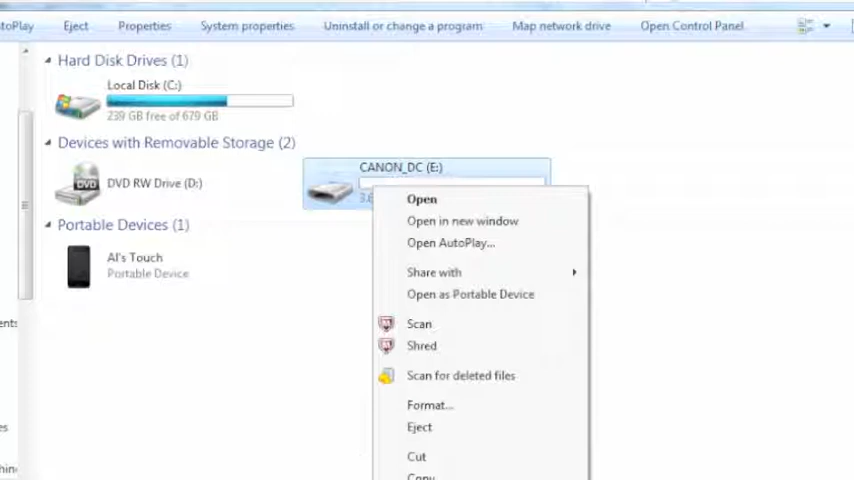 Eject Properties System properties Uninstall or change a program Map network drive Open Control Panel
Hard Disk Drives (1)
Local Disk (C:)
239 GB free of 679 GB
Devices with Removable Storage (2)
DVD RW Drive (D:)
CANON_DC (E:)
Portable Devices (1)
Al's Touch
Portable Device
Open
Open in new window
Open AutoPlay...
Share with
Open as Portable Device
Scan
Shred
Scan for deleted files
Format...
Eject
Cut
Copy